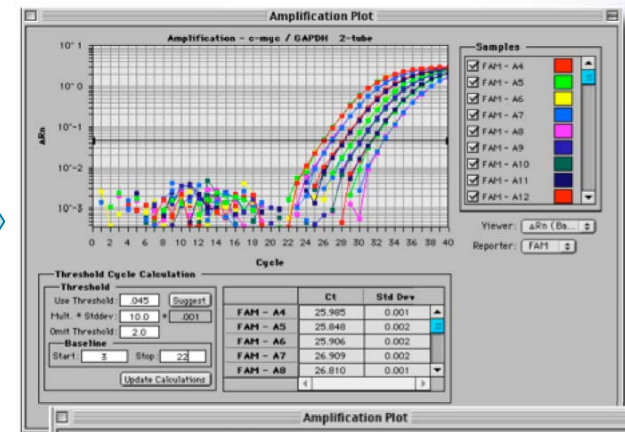 Amplification Plot
Amplification - c-myc / GAPDH 2-tube
10^1
10^0
10^-1
10^-2
10^-3
ΔRn
0 2 4 6 8 10 12 14 16 18 20 22 24 26 28 30 32 34 36 38 40
Cycle
Samples
FAM - A4
FAM - A5
FAM - A6
FAM - A7
FAM - A8
FAM - A9
FAM - A10
FAM - A11
FAM - A12
Viewer: ΔRn (Ba...
Reporter: FAM
Threshold Cycle Calculation
Threshold
Use Threshold: .045 Suggest
Mult. * Stddev: 10.0 * .001
Omit Threshold: 2.0
Baseline
Start: 3 Stop: 22
Update Calculations
Ct Std Dev
FAM - A4 25.985 0.001
FAM - A5 25.848 0.002
FAM - A6 25.906 0.002
FAM - A7 26.909 0.002
FAM - A8 26.810 0.001
Amplification Plot